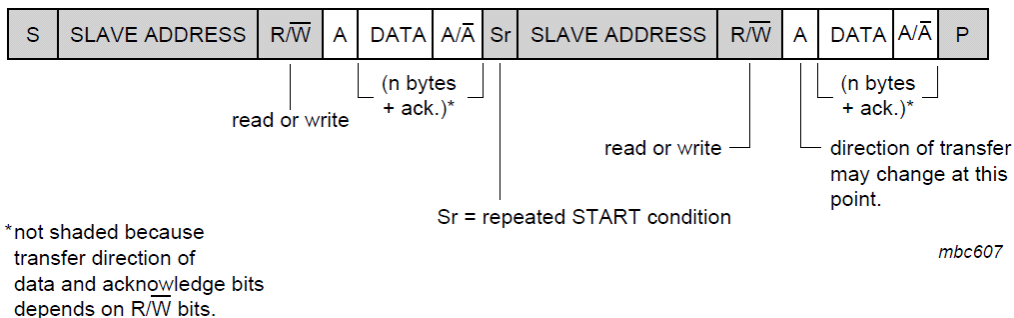 S SLAVE ADDRESS R/W̅ A DATA A/A̅ Sr SLAVE ADDRESS R/W̅ A DATA A/A̅ P
(n bytes
+ ack.)*
read or write
(n bytes
+ ack.)*
read or write
direction of transfer
may change at this
point.
Sr = repeated START condition
*not shaded because
transfer direction of
data and acknowledge bits
depends on R/W̅ bits.
mbc607